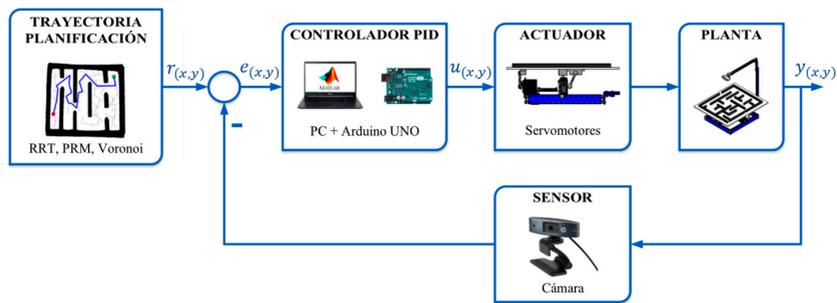 TRAYECTORIA
PLANIFICACIÓN
RRT, PRM, Voronoi
r(x,y)
e(x,y)
-
CONTROLADOR PID
MATLAB
PC + Arduino UNO
u(x,y)
ACTUADOR
Servomotores
PLANTA
y(x,y)
SENSOR
Cámara